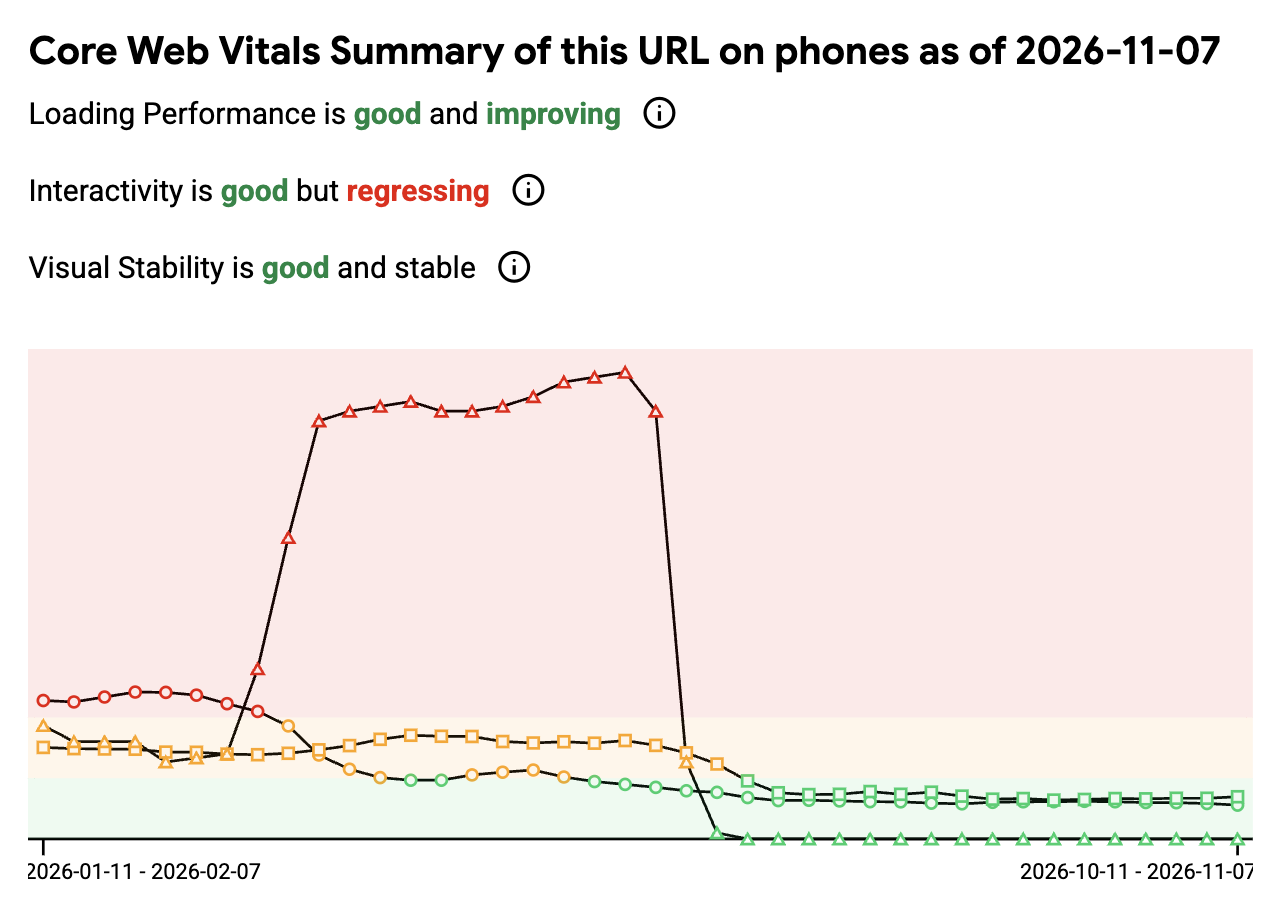 Core Web Vitals Summary of this URL on phones as of 2026-11-07
Loading Performance is good and improving
Interactivity is good but regressing
Visual Stability is good and stable
2026-01-11 - 2026-02-07
2026-10-11 - 2026-11-07